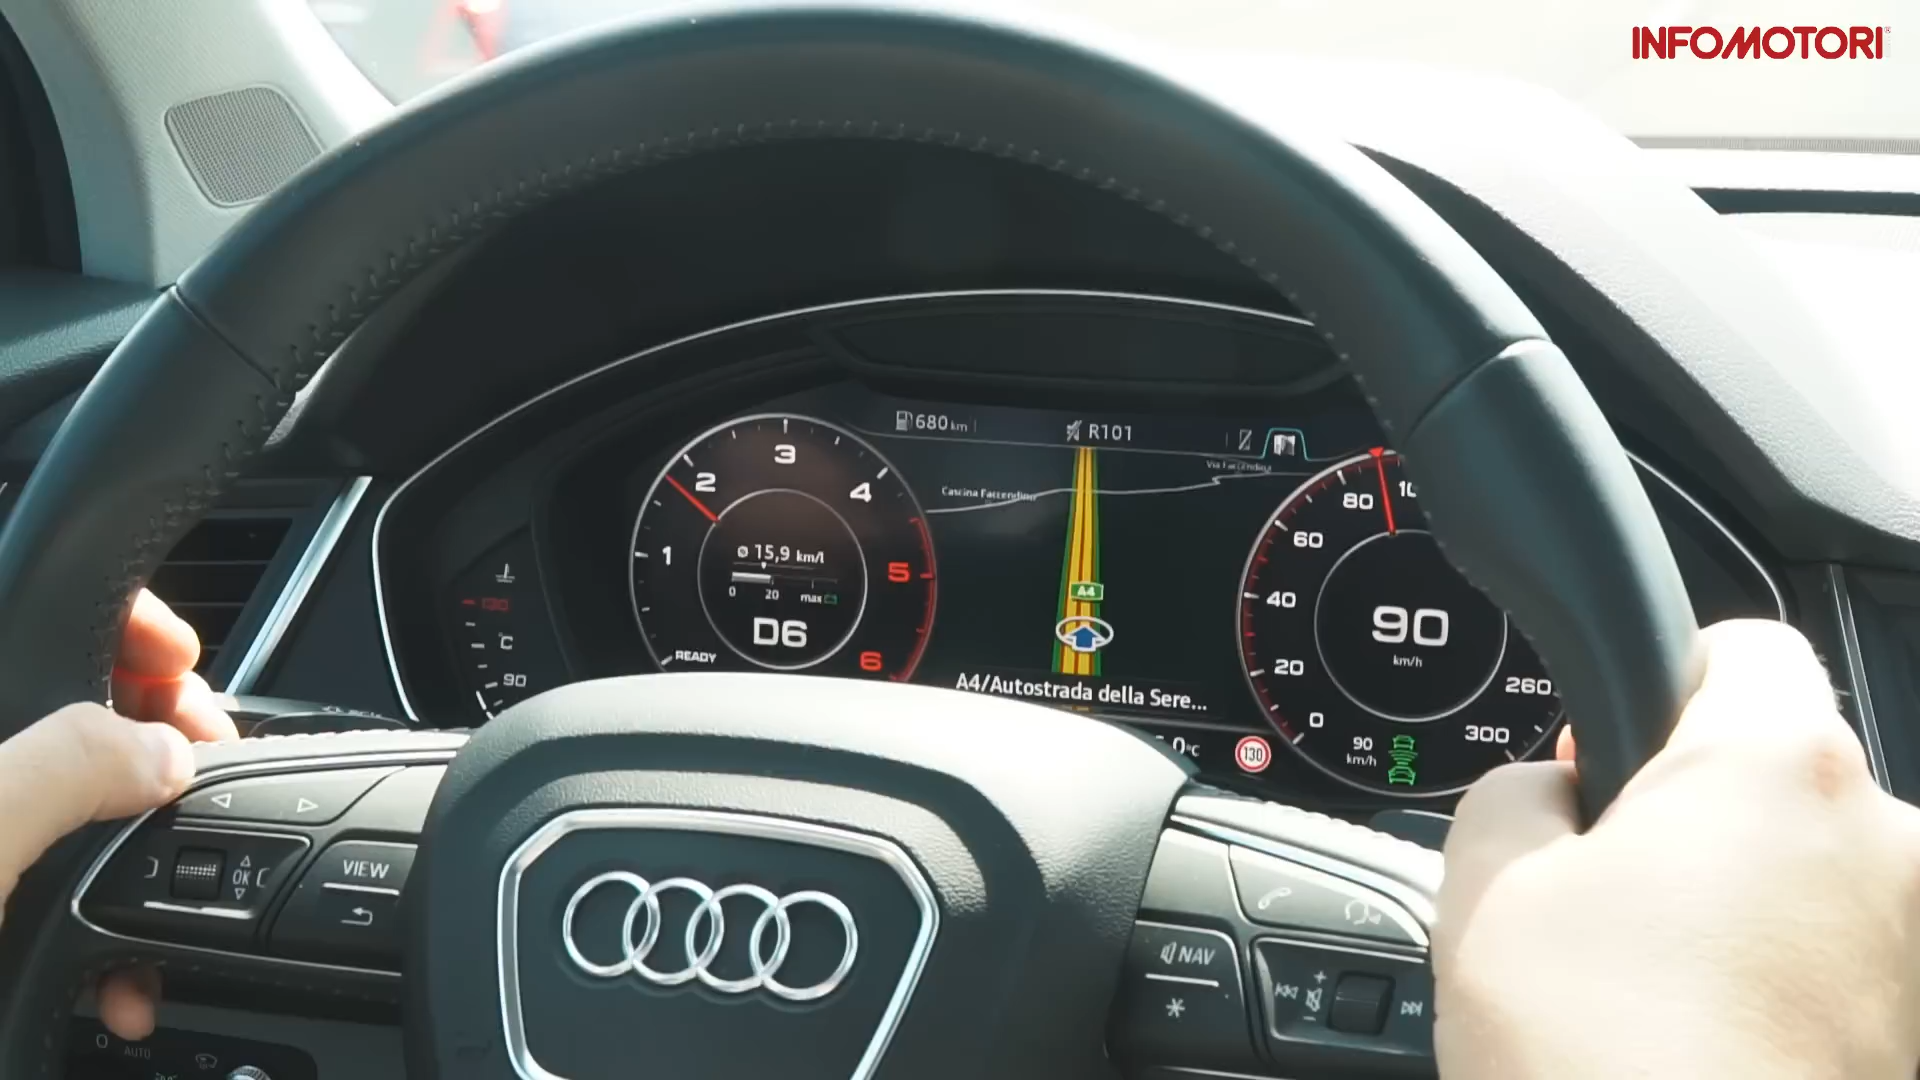 INFOMOTORI
680 km
R101
Cascina Faccendina
3
2
4
1
5
6
ø 15,9 km/l
0 20 max
D6
READY
130
°C
90
A4
A4/Autostrada della Sere...
80
60
40
20
0
260
300
90
km/h
90
km/h
130
VIEW
OK
NAV
AUTO